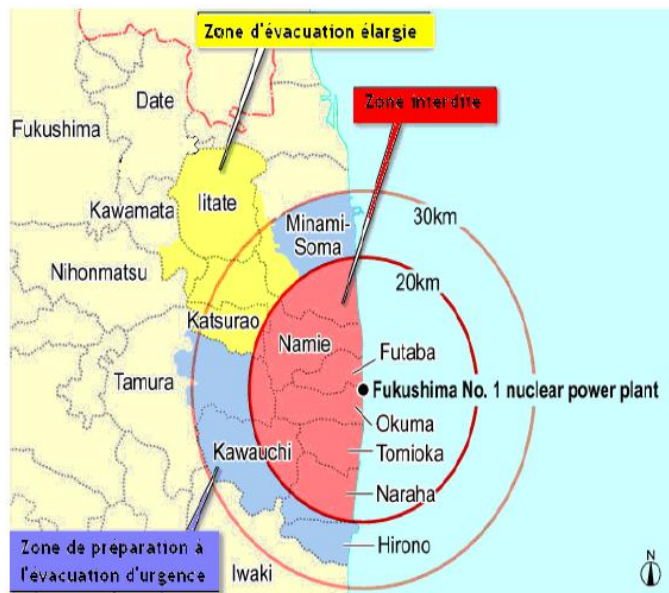 Zone d'évacuation élargie
Zone interdite
Date
Fukushima
Iitate
Kawamata
Minami-
Soma
30km
Nihonmatsu
20km
Katsurao
Namie
Futaba
Tamura
Fukushima No. 1 nuclear power plant
Okuma
Kawauchi
Tomioka
Naraha
Zone de préparation à
l'évacuation d'urgence
Hirono
Iwaki
N